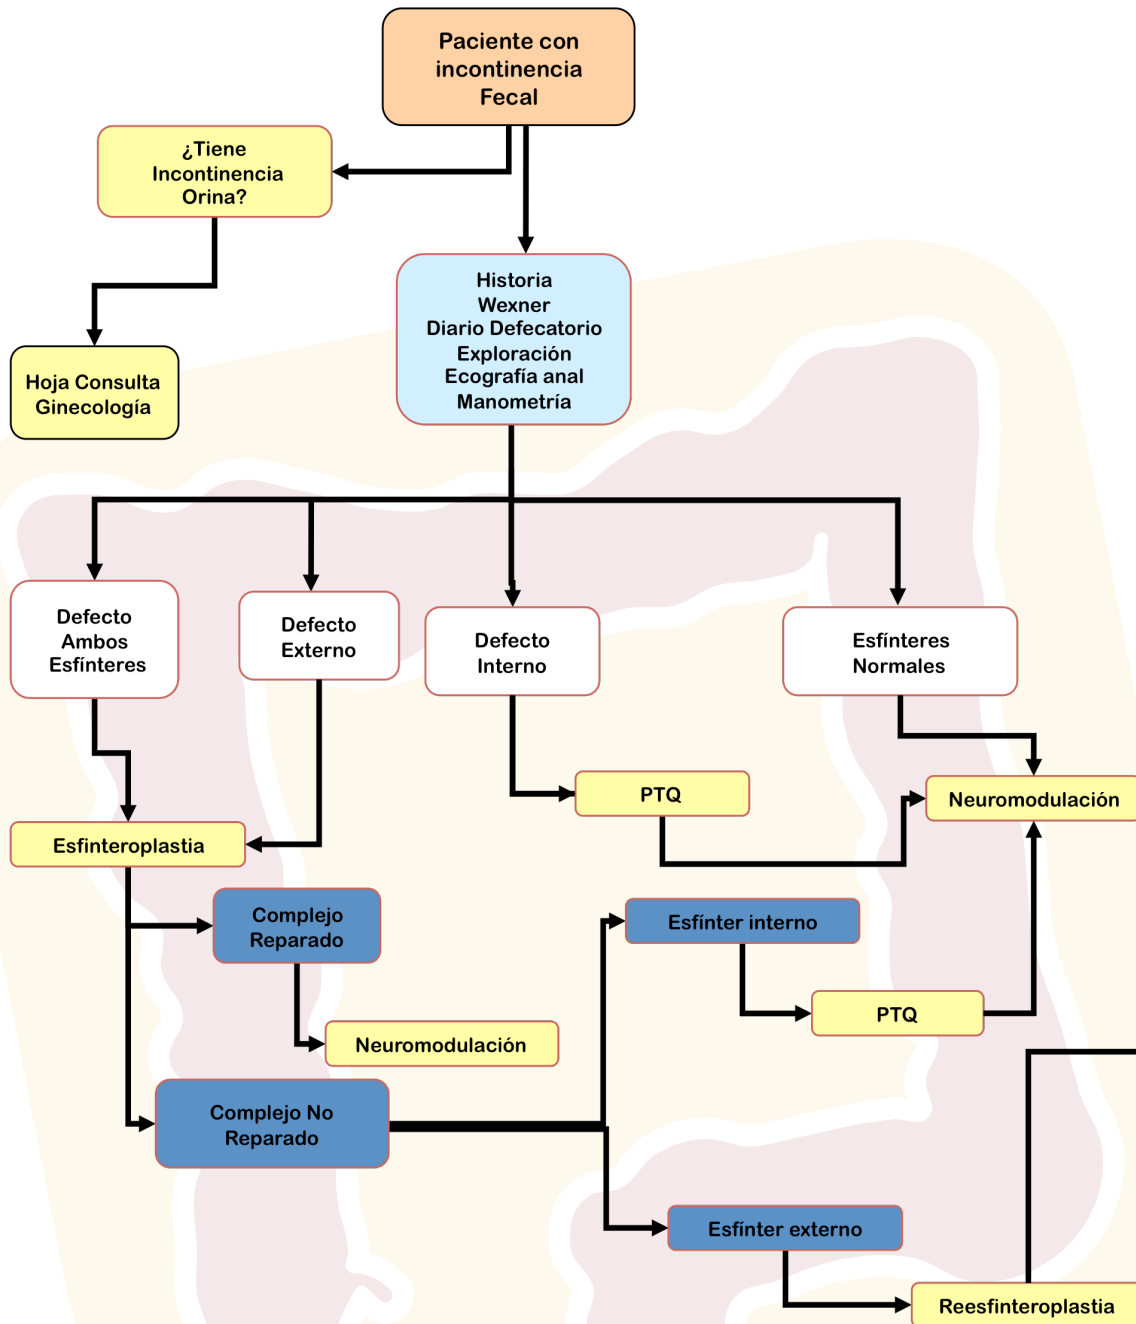 Paciente con
incontinencia
Fecal
¿Tiene
Incontinencia
Orina?
Historia
Wexner
Diario Defecatorio
Exploración
Ecografía anal
Manometría
Hoja Consulta
Ginecología
Defecto
Ambos
Esfínteres
Defecto
Externo
Defecto
Interno
Esfínteres
Normales
PTQ
Neuromodulación
Esfinteroplastia
Complejo
Reparado
Esfínter interno
PTQ
Neuromodulación
Complejo No
Reparado
Esfínter externo
Reesfinteroplastia